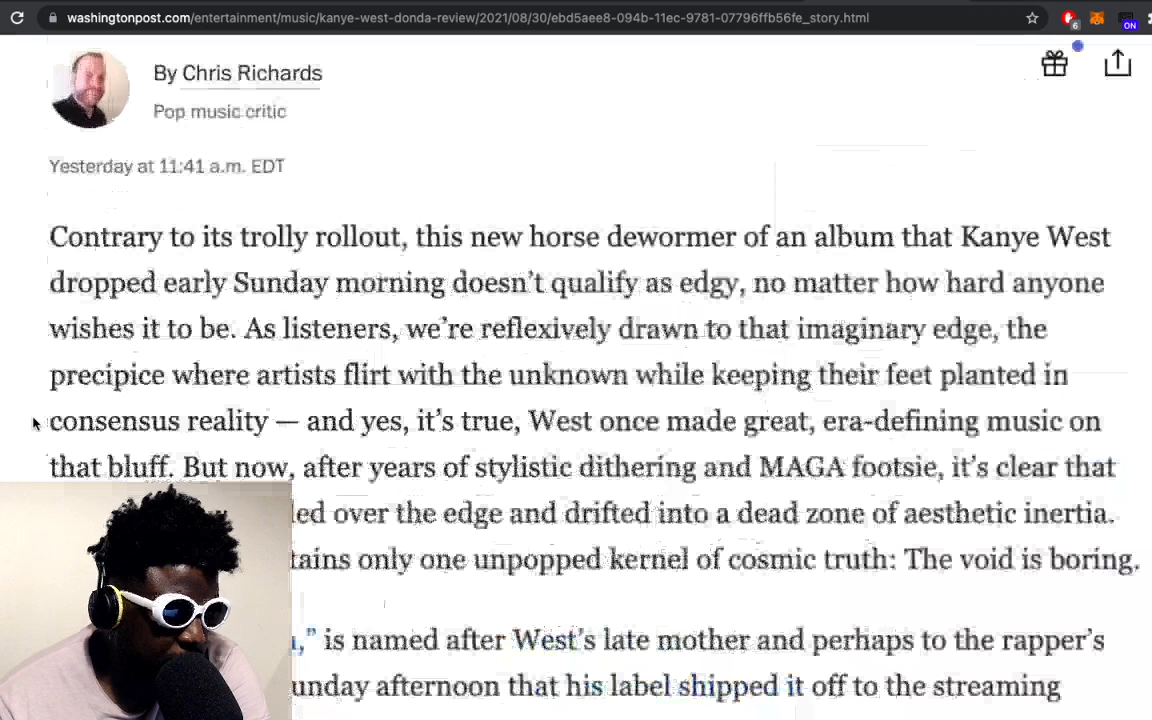 washingtonpost.com/entertainment/music/kanye-west-donda-review/2021/08/30/ebd5aee8-094b-11ec-9781-07796ffb56fe_story.html
6
ON
By Chris Richards
Pop music critic
Yesterday at 11:41 a.m. EDT
Contrary to its trolly rollout, this new horse dewormer of an album that Kanye West
dropped early Sunday morning doesn’t qualify as edgy, no matter how hard anyone
wishes it to be. As listeners, we’re reflexively drawn to that imaginary edge, the
precipice where artists flirt with the unknown while keeping their feet planted in
consensus reality — and yes, it’s true, West once made great, era-defining music on
that bluff. But now, after years of stylistic dithering and MAGA footsie, it’s clear that
led over the edge and drifted into a dead zone of aesthetic inertia.
tains only one unpopped kernel of cosmic truth: The void is boring.
,” is named after West’s late mother and perhaps to the rapper’s
unday afternoon that his label shipped it off to the streaming